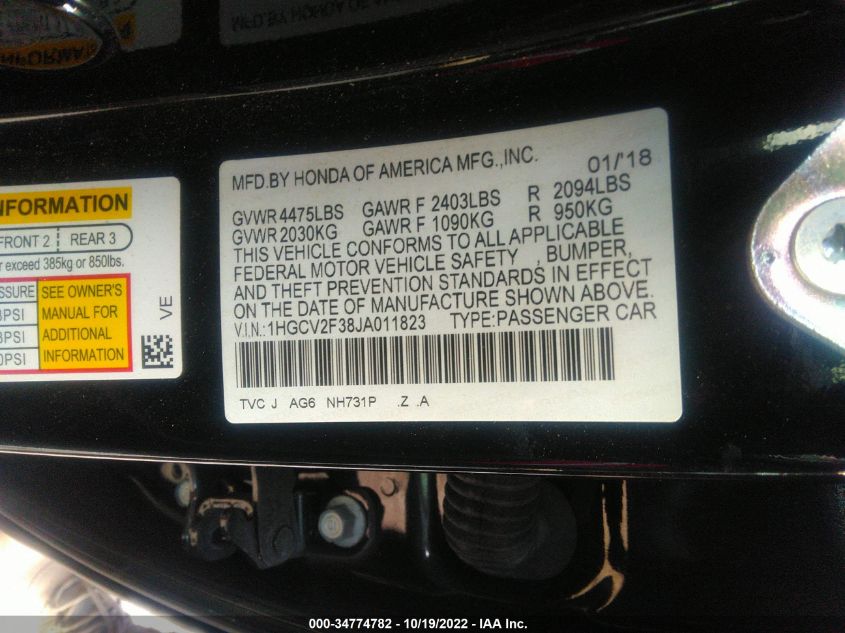 MFD.BY HONDA OF AMERICA MFG.,INC. 01/'18
GVWR 4475LBS GAWR F 2403LBS R 2094LBS
GVWR 2030KG GAWR F 1090KG R 950KG
THIS VEHICLE CONFORMS TO ALL APPLICABLE
FEDERAL MOTOR VEHICLE SAFETY , BUMPER,
AND THEFT PREVENTION STANDARDS IN EFFECT
ON THE DATE OF MANUFACTURE SHOWN ABOVE.
V.I.N.:1HGCV2F38JA011823 TYPE:PASSENGER CAR
TVC J AG6 NH731P .Z .A
INFORMATION
FRONT 2 REAR 3
exceed 385kg or 850lbs.
SEE OWNER'S
PSI MANUAL FOR
PSI ADDITIONAL
0PSI INFORMATION
VE
000-34774782 - 10/19/2022 - IAA Inc.